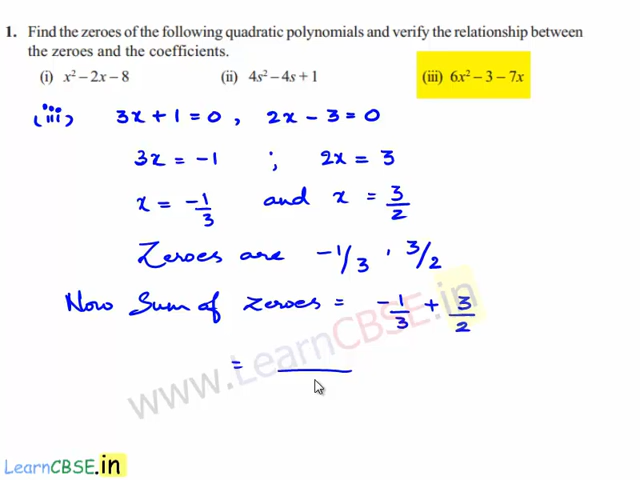 1. Find the zeroes of the following quadratic polynomials and verify the relationship between
the zeroes and the coefficients.
(i) x² – 2x – 8 (ii) 4s² – 4s + 1 (iii) 6x² – 3 – 7x
(iii) 3x + 1 = 0 , 2x – 3 = 0
3x = –1 ; 2x = 3
x = –1/3 and x = 3/2
Zeroes are –1/3 , 3/2
Now Sum of zeroes = –1/3 + 3/2
=
www.LearnCBSE.in
LearnCBSE.in